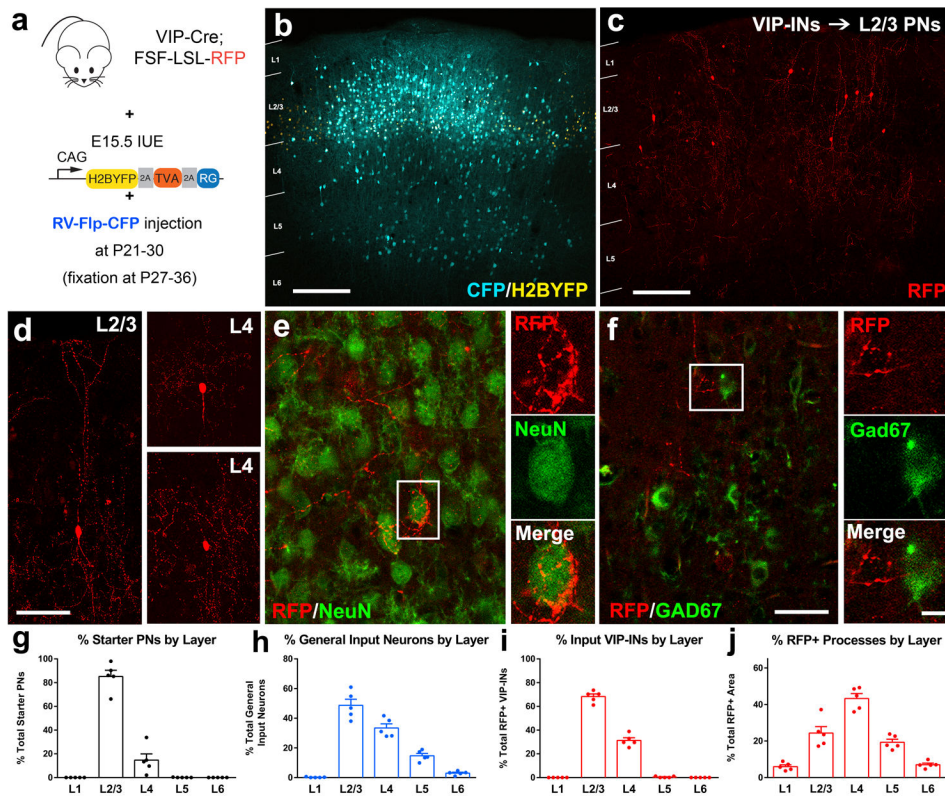 a
VIP-Cre;
FSF-LSL-RFP
+
E15.5 IUE
CAG
H2BYFP 2A TVA 2A RG
+
RV-Flp-CFP injection
at P21-30
(fixation at P27-36)
b
L1
L2/3
L4
L5
L6
CFP/H2BYFP
c
VIP-INs → L2/3 PNs
L1
L2/3
L4
L5
RFP
d
L2/3
L4
L4
e
RFP/NeuN
RFP
NeuN
Merge
f
RFP/GAD67
RFP
Gad67
Merge
g
% Starter PNs by Layer
% Total Starter PNs
100
80
60
40
20
0
L1 L2/3 L4 L5 L6
h
% General Input Neurons by Layer
% Total General
Input Neurons
80
60
40
20
0
L1 L2/3 L4 L5 L6
i
% Input VIP-INs by Layer
% Total RFP+ VIP-INs
100
80
60
40
20
0
L1 L2/3 L4 L5 L6
j
% RFP+ Processes by Layer
% Total RFP+ Area
60
40
20
0
L1 L2/3 L4 L5 L6